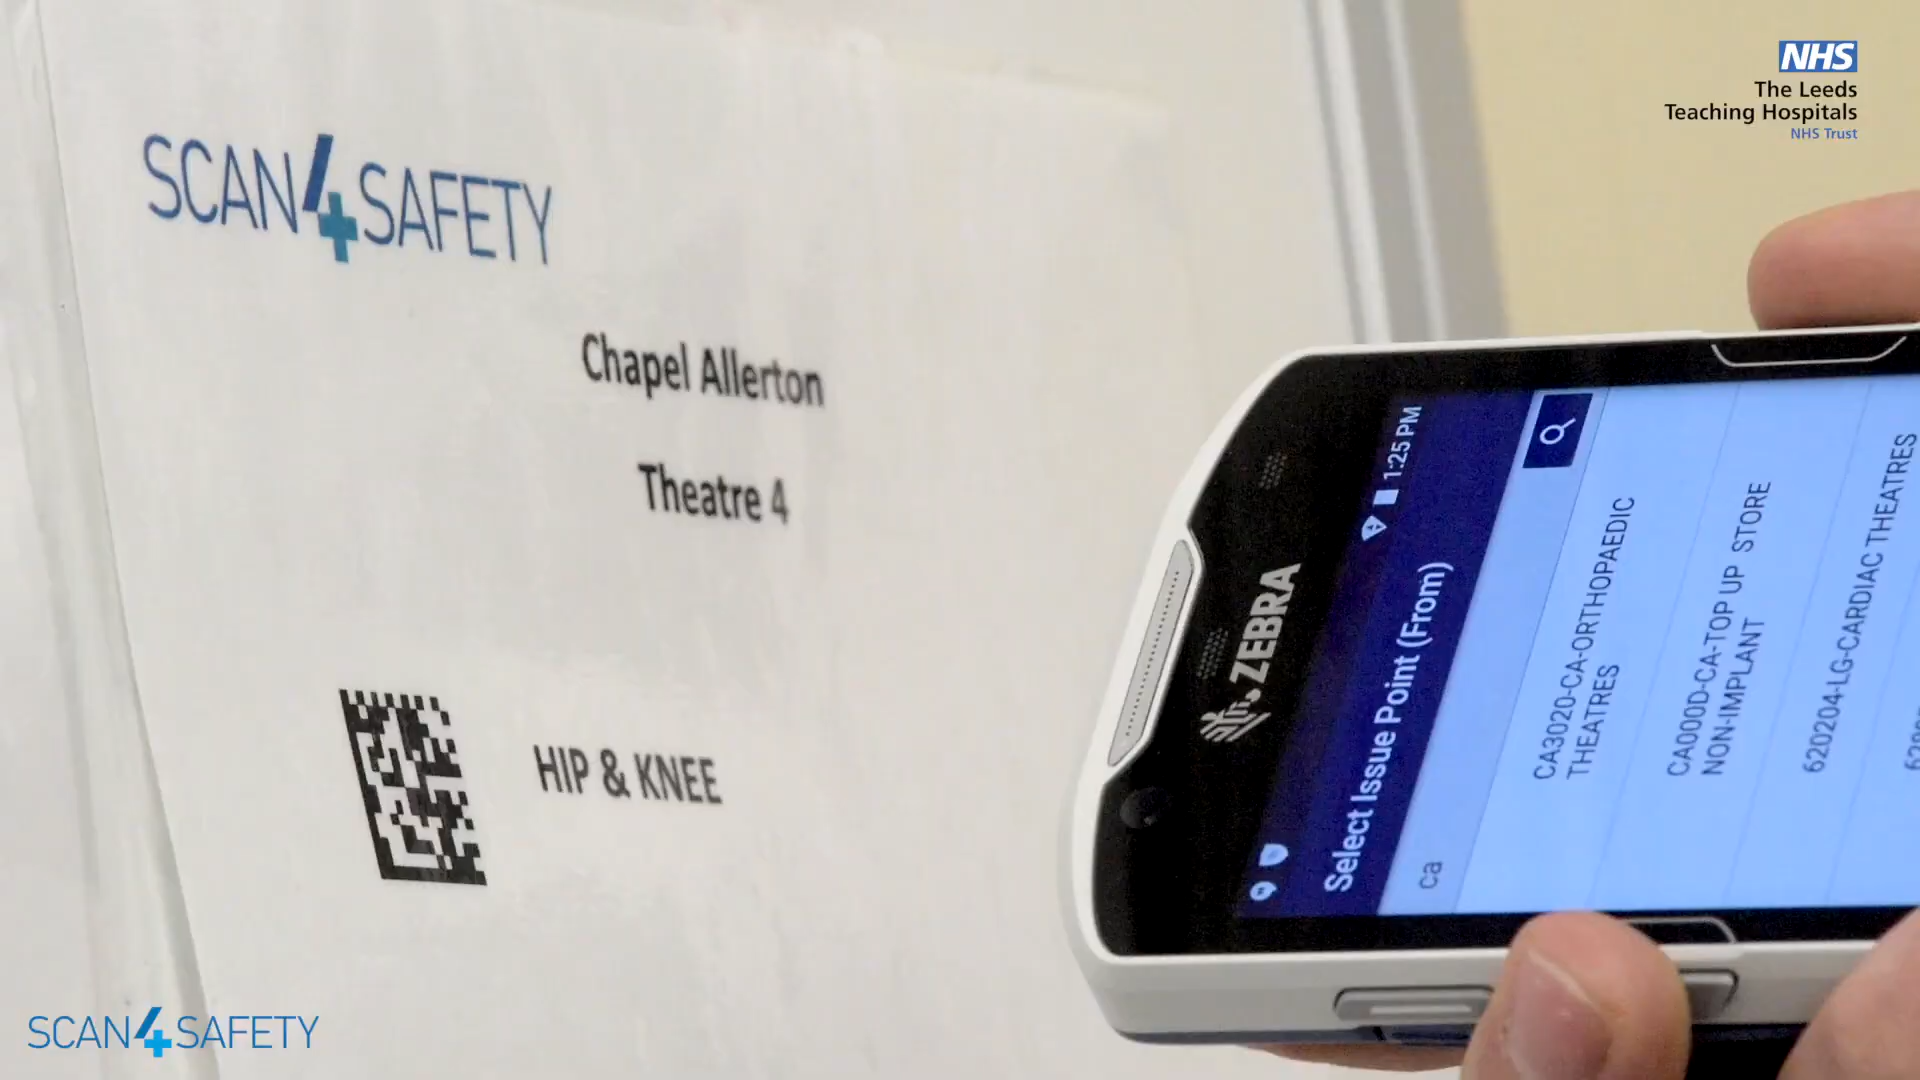 NHS
The Leeds
Teaching Hospitals
NHS Trust
SCAN4SAFETY
Chapel Allerton
Theatre 4
HIP & KNEE
ZEBRA
1:25 PM
Select Issue Point (From)
ca
CA3020-CA-ORTHOPAEDIC
THEATRES
CA000D-CA-TOP UP STORE
NON-IMPLANT
620204-LG-CARDIAC THEATRES
SCAN4SAFETY